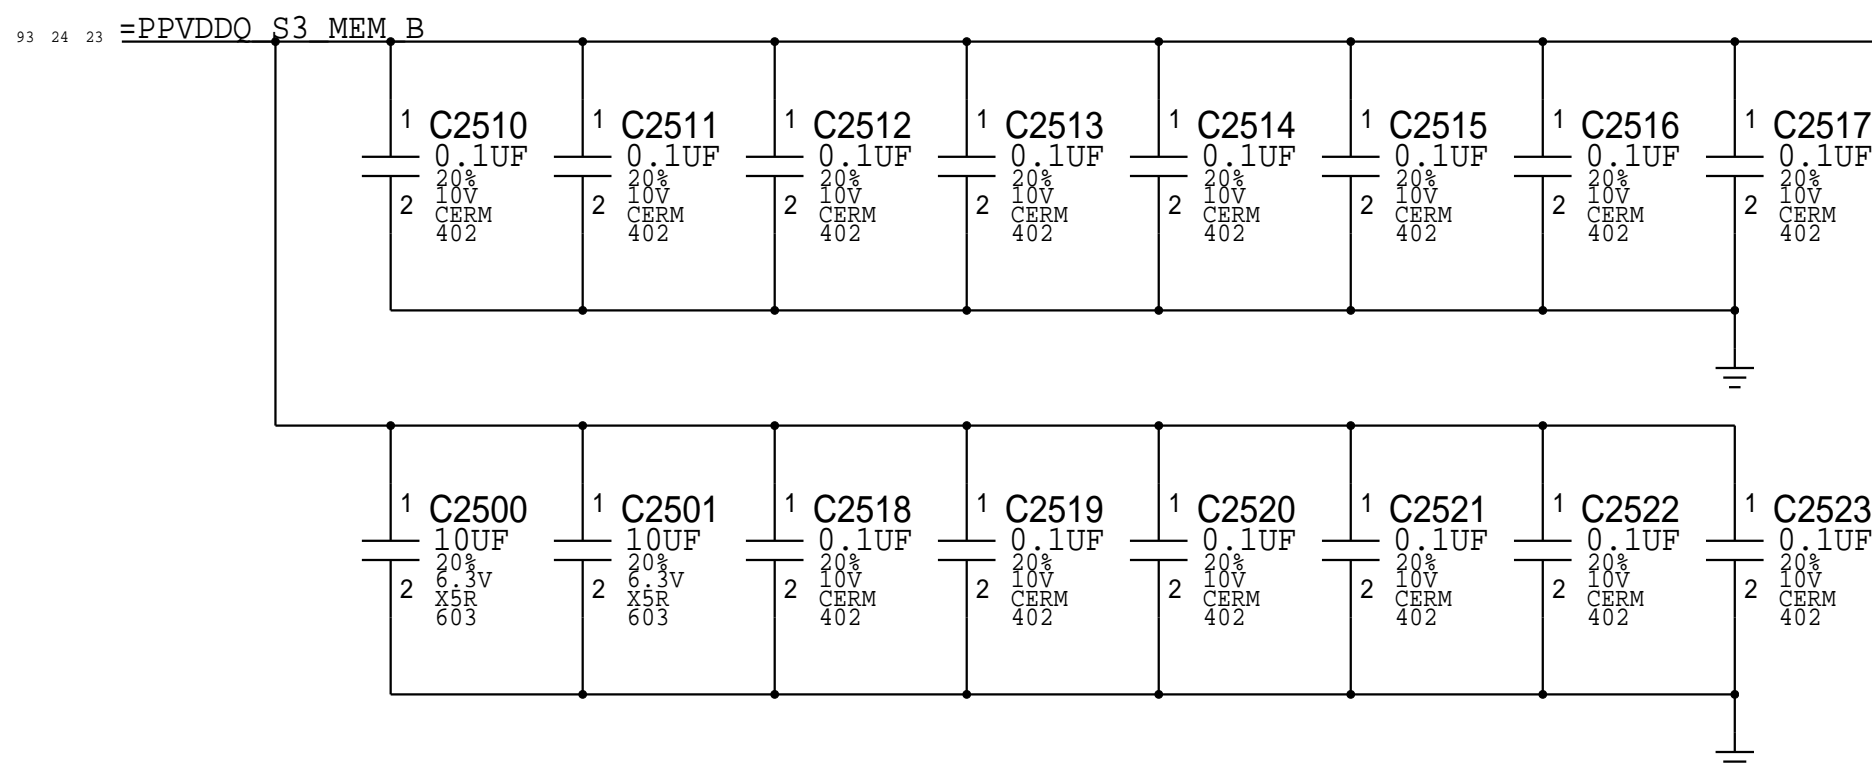 93 24 23 =PPVDDQ_S3_MEM_B
1 C2510
0.1UF
20%
10V
2 CERM
402
1 C2511
0.1UF
20%
10V
2 CERM
402
1 C2512
0.1UF
20%
10V
2 CERM
402
1 C2513
0.1UF
20%
10V
2 CERM
402
1 C2514
0.1UF
20%
10V
2 CERM
402
1 C2515
0.1UF
20%
10V
2 CERM
402
1 C2516
0.1UF
20%
10V
2 CERM
402
1 C2517
0.1UF
20%
10V
2 CERM
402
1 C2500
10UF
20%
6.3V
2 X5R
603
1 C2501
10UF
20%
6.3V
2 X5R
603
1 C2518
0.1UF
20%
10V
2 CERM
402
1 C2519
0.1UF
20%
10V
2 CERM
402
1 C2520
0.1UF
20%
10V
2 CERM
402
1 C2521
0.1UF
20%
10V
2 CERM
402
1 C2522
0.1UF
20%
10V
2 CERM
402
1 C2523
0.1UF
20%
10V
2 CERM
402